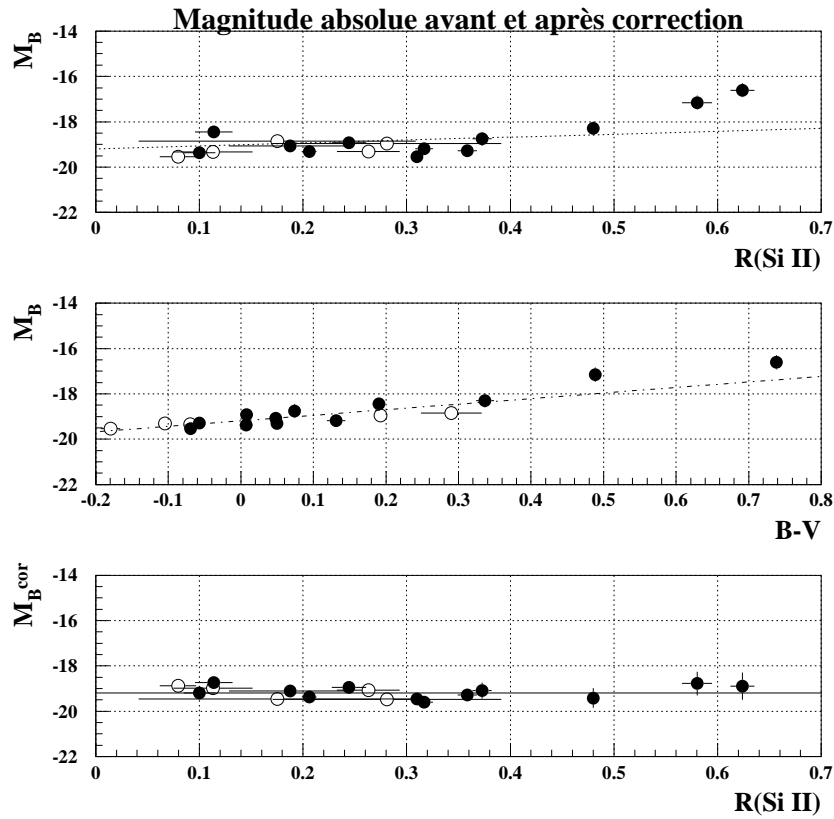 Magnitude absolue avant et après correction
M_B
-14
-16
-18
-20
-22
0 0.1 0.2 0.3 0.4 0.5 0.6 0.7
R(Si II)
M_B
-14
-16
-18
-20
-22
-0.2 -0.1 0 0.1 0.2 0.3 0.4 0.5 0.6 0.7 0.8
B-V
M_B^cor
-14
-16
-18
-20
-22
0 0.1 0.2 0.3 0.4 0.5 0.6 0.7
R(Si II)